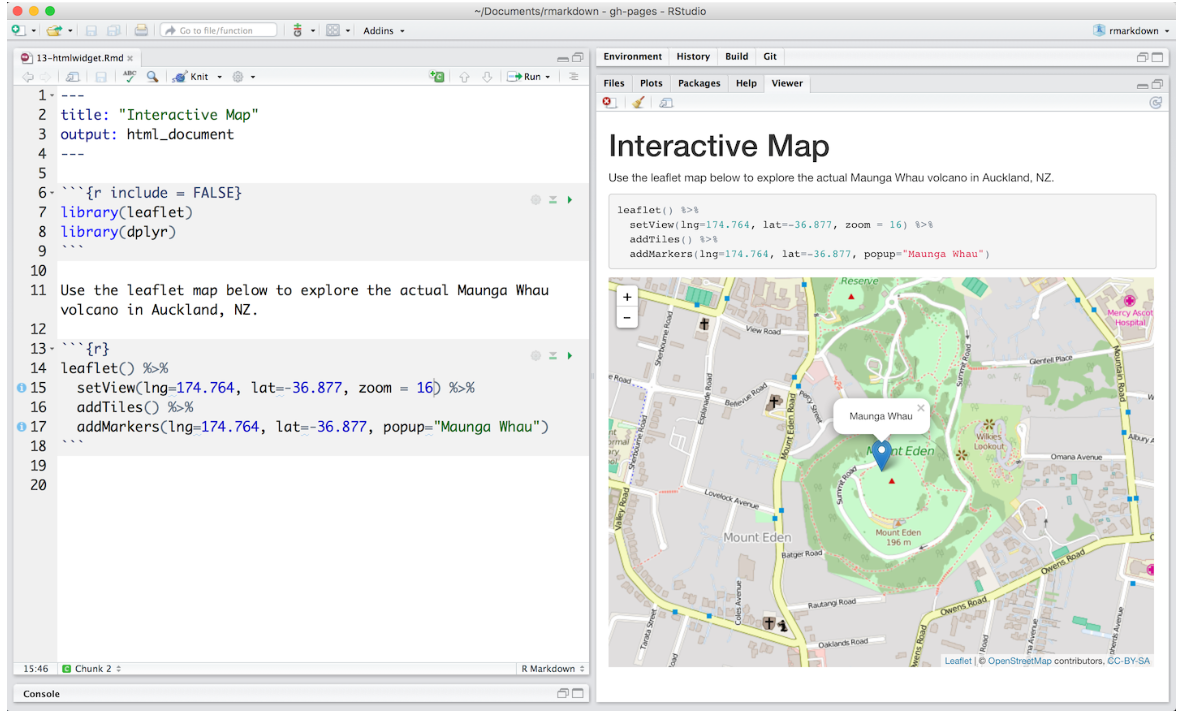 ~/Documents/rmarkdown - gh-pages - RStudio
Go to file/function
Addins
rmarkdown
13-htmlwidget.Rmd
ABC
Knit
Run
1 ---
2 title: "Interactive Map"
3 output: html_document
4 ---
5
6 ```{r include = FALSE}
7 library(leaflet)
8 library(dplyr)
9 ```
10
11 Use the leaflet map below to explore the actual Maunga Whau
volcano in Auckland, NZ.
12
13 ```{r}
14 leaflet() %>%
15 setView(lng=174.764, lat=-36.877, zoom = 16) %>%
16 addTiles() %>%
17 addMarkers(lng=174.764, lat=-36.877, popup="Maunga Whau")
18 ```
19
20
15:46 C Chunk 2
R Markdown
Console
Environment History Build Git
Files Plots Packages Help Viewer
Interactive Map
Use the leaflet map below to explore the actual Maunga Whau volcano in Auckland, NZ.
leaflet() %>%
setView(lng=174.764, lat=-36.877, zoom = 16) %>%
addTiles() %>%
addMarkers(lng=174.764, lat=-36.877, popup="Maunga Whau")
+
−
Reserve
Mercy Ascot
Hospital
View Road
Sherbourne Road
Glenfell Place
Mountain Road
Summit Road
Esplanade Road
Bellevue Road
Percy Street
Mount Eden Road
Maunga Whau
×
Wilkies
Lookout
Albury
Mount Eden
Omana Avenue
Sherbourne Road
Summit Road
Lovelock Avenue
Valley Road
Mount Eden
Mount Eden
196 m
Batger Road
Owens Road
Coles Avenue
Rautangi Road
Owens Road
Tarata Street
Oaklands Road
Owens Road
Leaflet | © OpenStreetMap contributors, CC-BY-SA